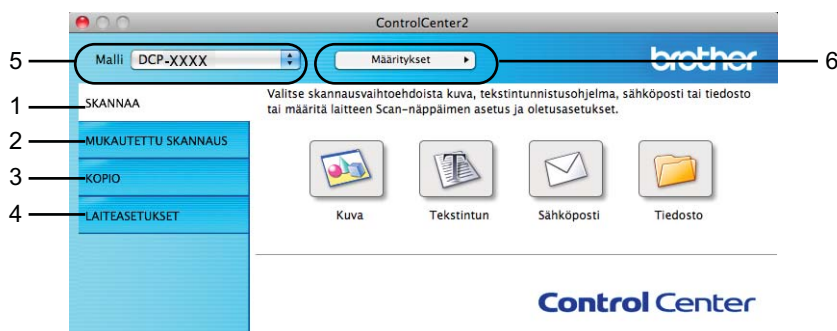 ControlCenter2
5 Malli DCP-XXXX Määritykset brother 6
Valitse skannausvaihtoehdoista kuva, tekstintunnistusohjelma, sähköposti tai tiedosto
tai määritä laitteen Scan-näppäimen asetus ja oletusasetukset.
1 SKANNAA
2 MUKAUTETTU SKANNAUS
3 KOPIO
4 LAITEASETUKSET
Kuva Tekstintun Sähköposti Tiedosto
Control Center